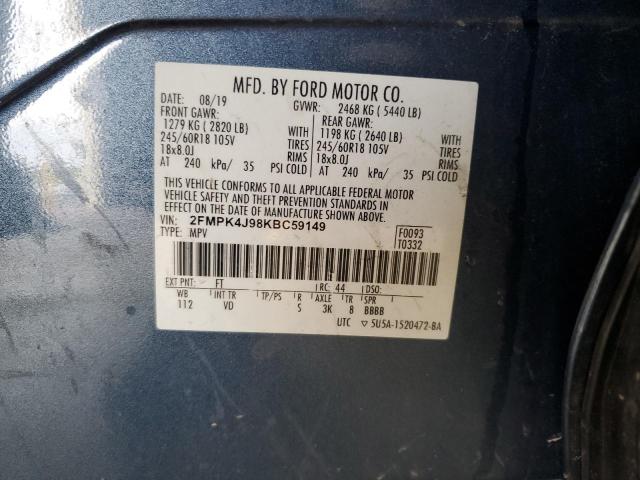 MFD. BY FORD MOTOR CO.
DATE: 08/19 GVWR: 2468 KG ( 5440 LB)
FRONT GAWR: REAR GAWR:
1279 KG ( 2820 LB) WITH 1198 KG ( 2640 LB) WITH
245/60R18 105V TIRES 245/60R18 105V TIRES
18x8.0J RIMS 18x8.0J RIMS
AT 240 kPa/ 35 PSI COLD AT 240 kPa/ 35 PSI COLD
THIS VEHICLE CONFORMS TO ALL APPLICABLE FEDERAL MOTOR
VEHICLE SAFETY AND THEFT PREVENTION STANDARDS IN
EFFECT ON THE DATE OF MANUFACTURE SHOWN ABOVE.
VIN: 2FMPK4J98KBC59149 F0093
TYPE: MPV T0332
EXT PNT: FT RC: 44 DSO:
WB INT TR TP/PS R AXLE TR SPR
112 VD S 3K 8 BBBB
UTC ▽ 5U5A-1520472-BA